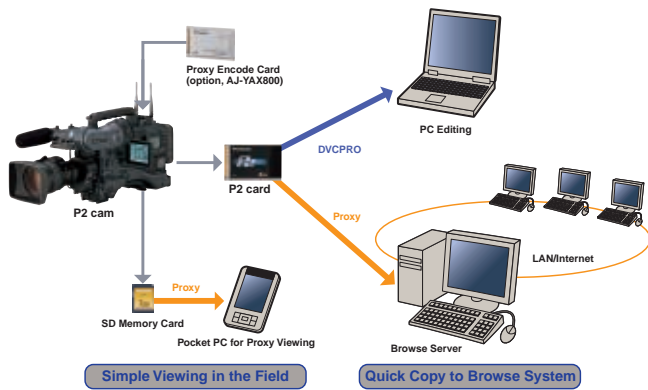 Proxy Encode Card
(option, AJ-YAX800)
PC Editing
DVCPRO
P2 cam
P2 card
Proxy
LAN/Internet
Proxy
SD Memory Card
Pocket PC for Proxy Viewing
Browse Server
Simple Viewing in the Field
Quick Copy to Browse System